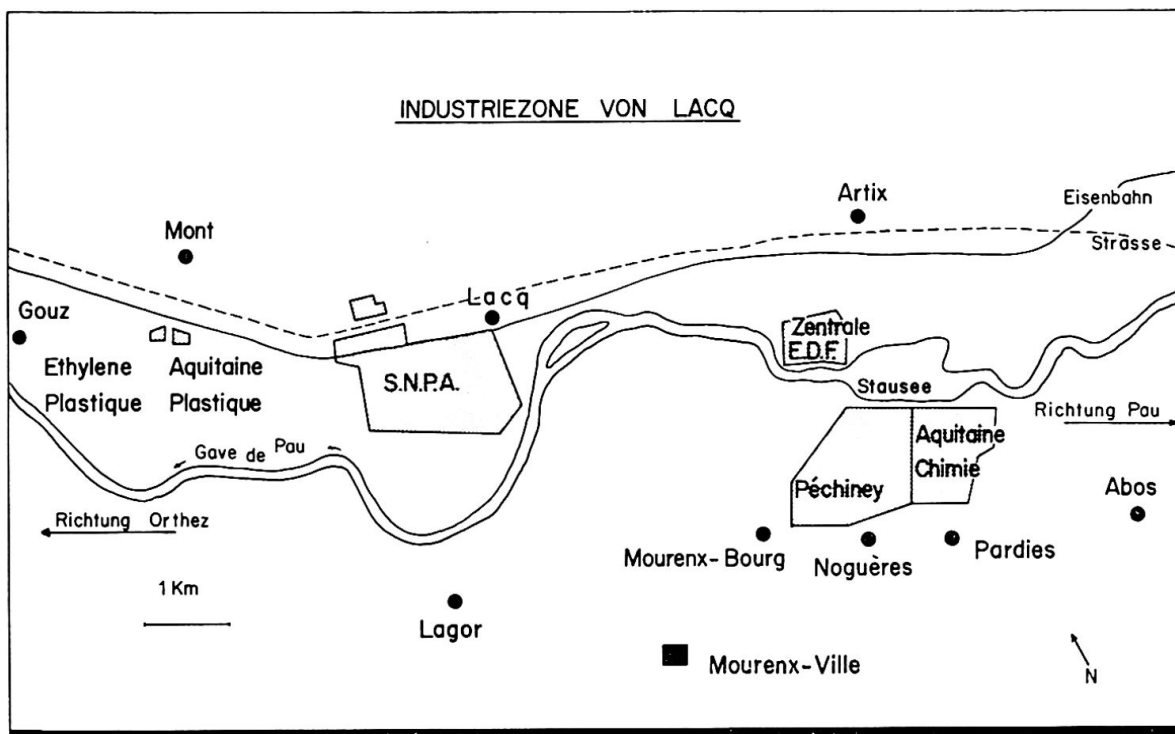 INDUSTRIEZONE VON LACQ
Artix
Eisenbahn
Mont
Strasse
Lacq
Gouz
Zentrale
E.D.F.
Ethylene
Plastique
Aquitaine
Plastique
S.N.P.A.
Stausee
Richtung Pau
Aquitaine
Chimie
Gave de Pau
Péchiney
Abos
Richtung Orthez
Mourenx-Bourg
Noguères
Pardies
1 Km
Lagor
Mourenx-Ville
N